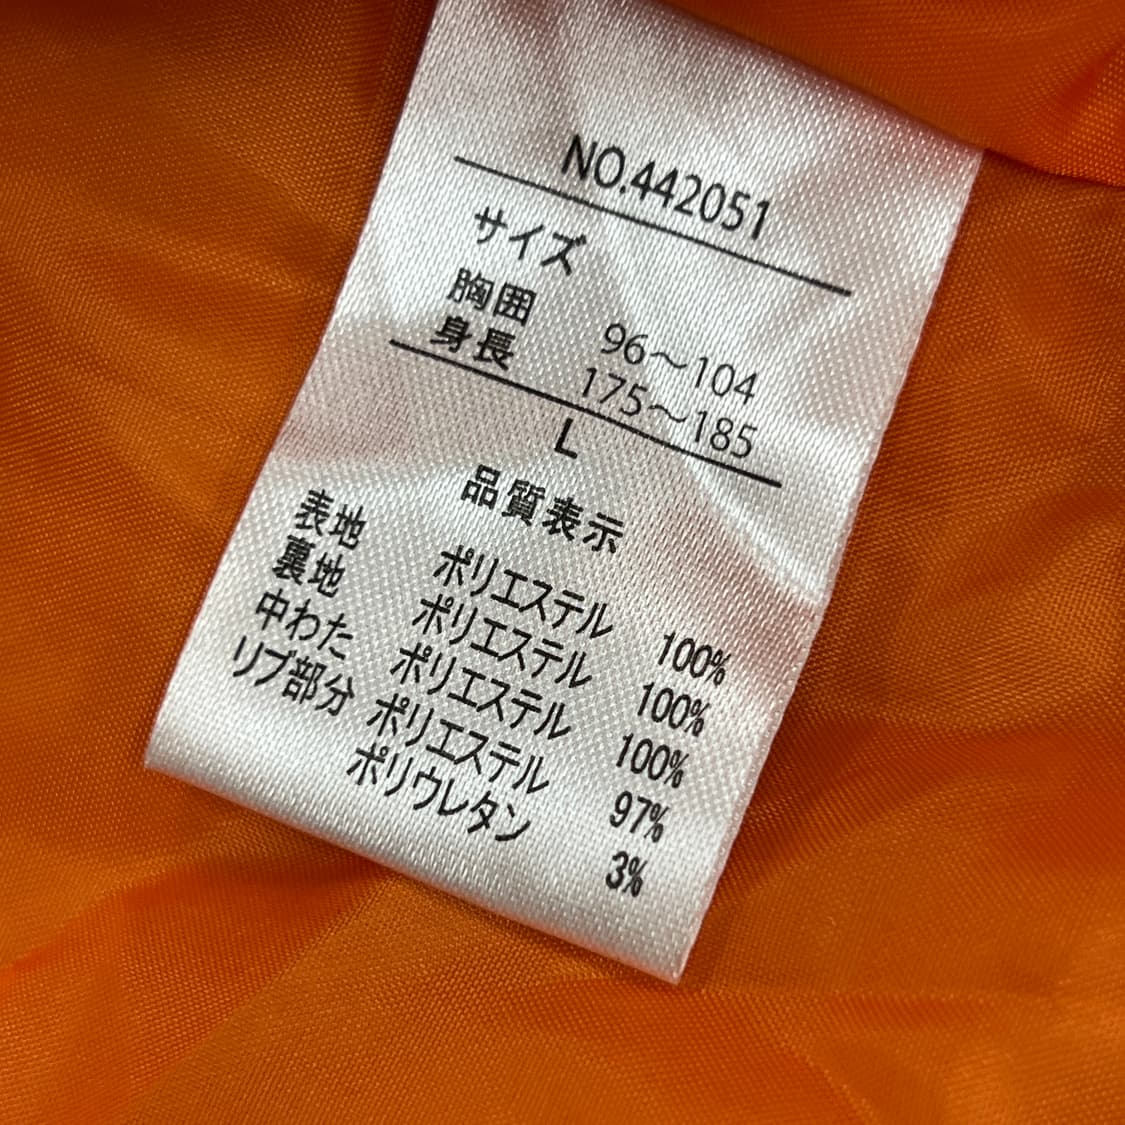 NO.442051
サイズ
胸囲 96～104
身長 175～185
L
品質表示
表地 ポリエステル 100%
裏地 ポリエステル 100%
中わた ポリエステル 100%
リブ部分 ポリエステル 97%
ポリウレタン 3%